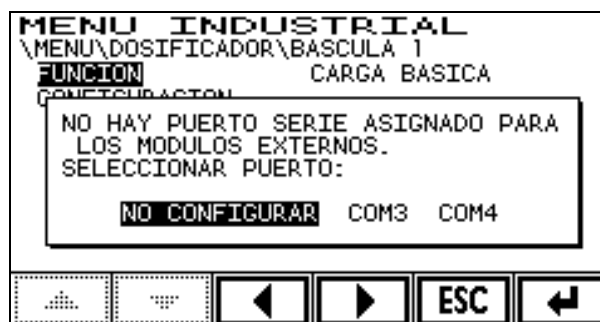 MENU INDUSTRIAL
\MENU\DOSIFICADOR\BASCULA 1
FUNCION CARGA BASICA
CONFIGURACION
NO HAY PUERTO SERIE ASIGNADO PARA
LOS MODULOS EXTERNOS.
SELECCIONAR PUERTO:
NO CONFIGURAR COM3 COM4
ESC